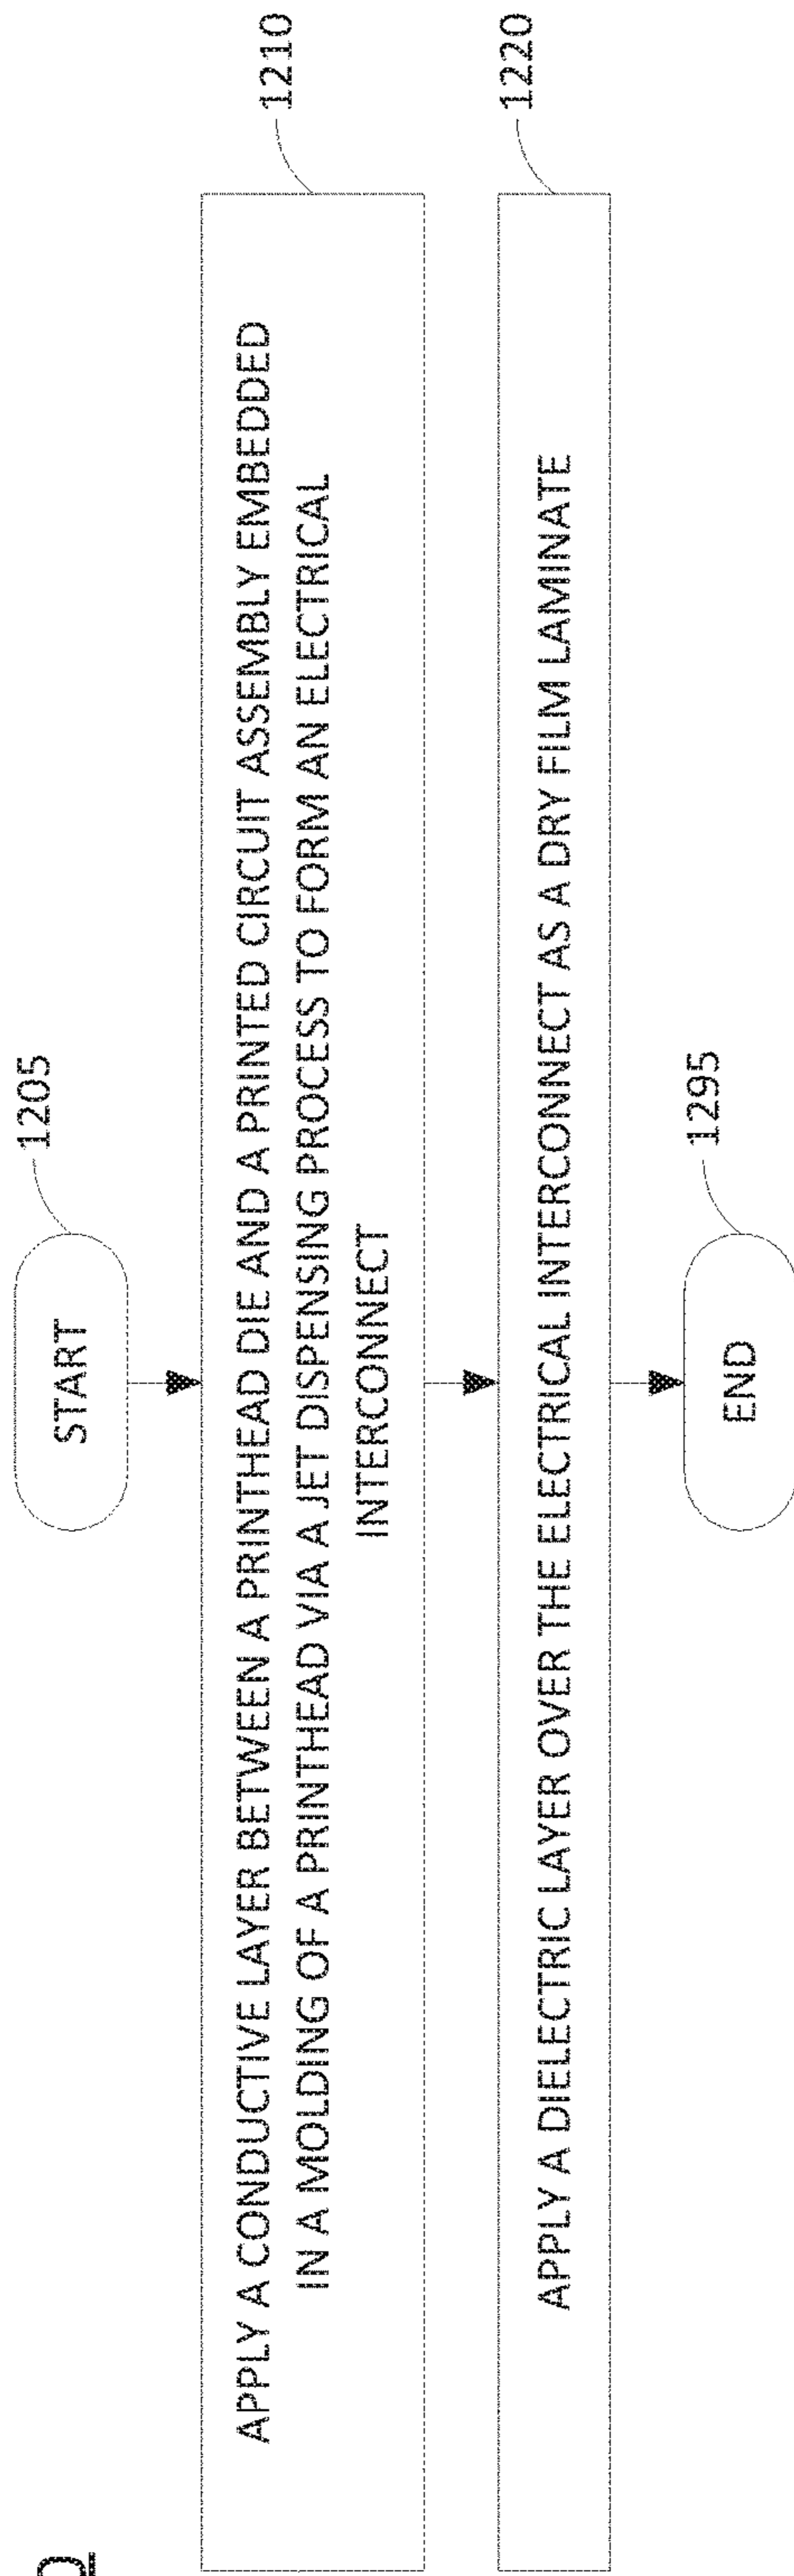 START
1205
APPLY A CONDUCTIVE LAYER BETWEEN A PRINTHEAD DIE AND A PRINTED CIRCUIT ASSEMBLY EMBEDDED
IN A MOLDING OF A PRINTHEAD VIA A JET DISPENSING PROCESS TO FORM AN ELECTRICAL
INTERCONNECT
1210
APPLY A DIELECTRIC LAYER OVER THE ELECTRICAL INTERCONNECT AS A DRY FILM LAMINATE
1220
END
1295